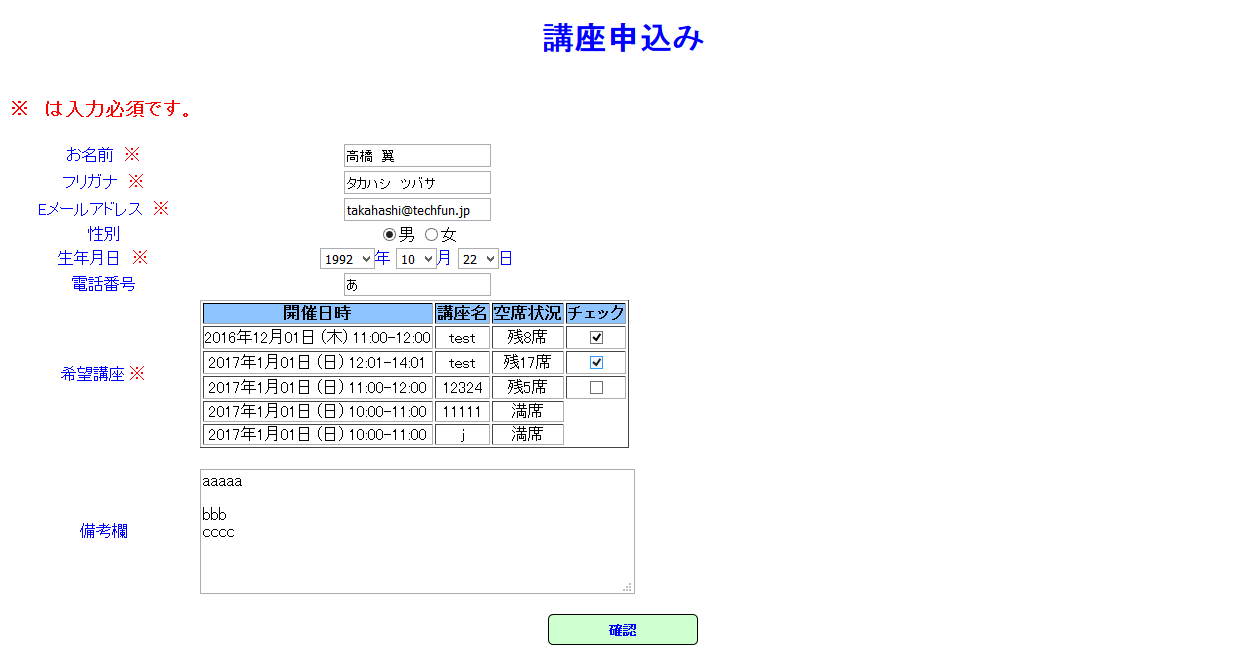 講座申込み
※ は入力必須です。
お名前 ※ 高橋 翼
フリガナ ※ タカハシ ツバサ
Eメールアドレス ※ takahashi@techfun.jp
性別 男 女
生年月日 ※ 1992 年 10 月 22 日
電話番号 あ
開催日時 講座名 空席状況 チェック
2016年12月01日 (木) 11:00-12:00 test 残8席
2017年1月01日 (日) 12:01-14:01 test 残17席
希望講座 ※
2017年1月01日 (日) 11:00-12:00 12324 残5席
2017年1月01日 (日) 10:00-11:00 11111 満席
2017年1月01日 (日) 10:00-11:00 j 満席
aaaaa
bbb
備考欄
cccc
確認